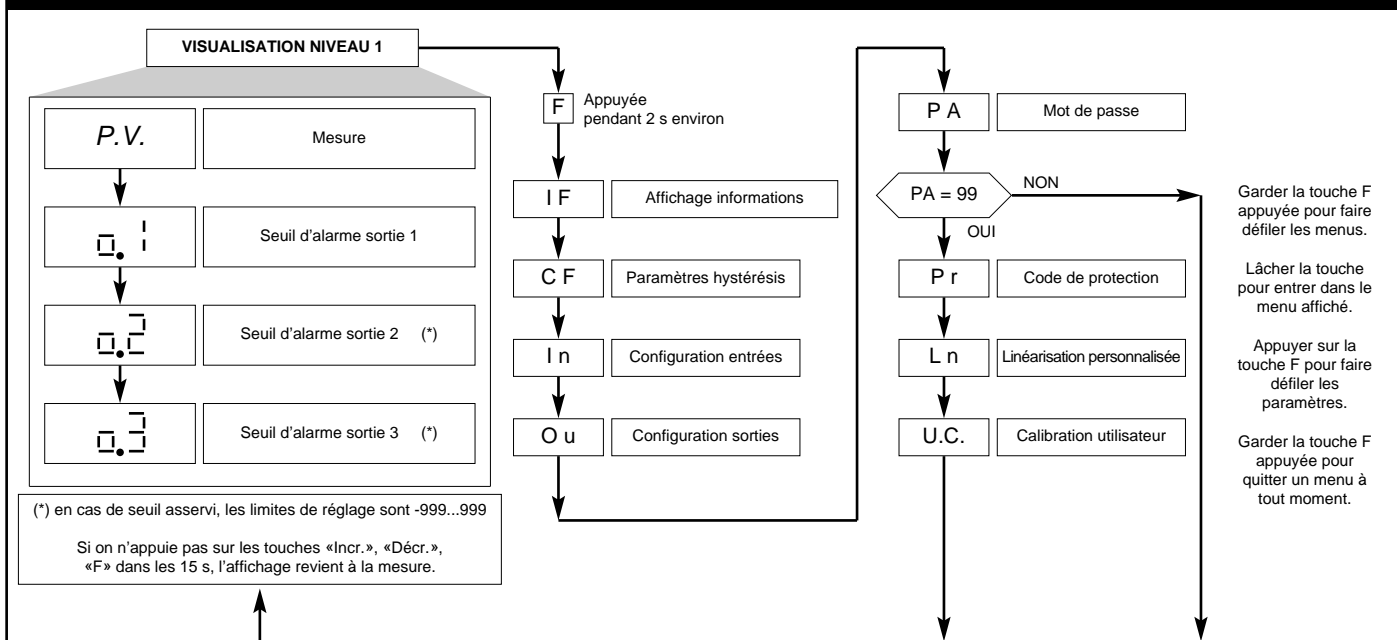 VISUALISATION NIVEAU 1
P.V.
Mesure
o.1
Seuil d'alarme sortie 1
o.2
Seuil d'alarme sortie 2 (*)
o.3
Seuil d'alarme sortie 3 (*)
(*) en cas de seuil asservi, les limites de réglage sont -999...999
Si on n'appuie pas sur les touches «Incr.», «Décr.»,
«F» dans les 15 s, l'affichage revient à la mesure.
F
Appuyée
pendant 2 s environ
I F
Affichage informations
C F
Paramètres hystérésis
I n
Configuration entrées
O u
Configuration sorties
P A
Mot de passe
PA = 99
NON
OUI
P r
Code de protection
L n
Linéarisation personnalisée
U.C.
Calibration utilisateur
Garder la touche F
appuyée pour faire
défiler les menus.
Lâcher la touche
pour entrer dans le
menu affiché.
Appuyer sur la
touche F pour faire
défiler les
paramètres.
Garder la touche F
appuyée pour
quitter un menu à
tout moment.